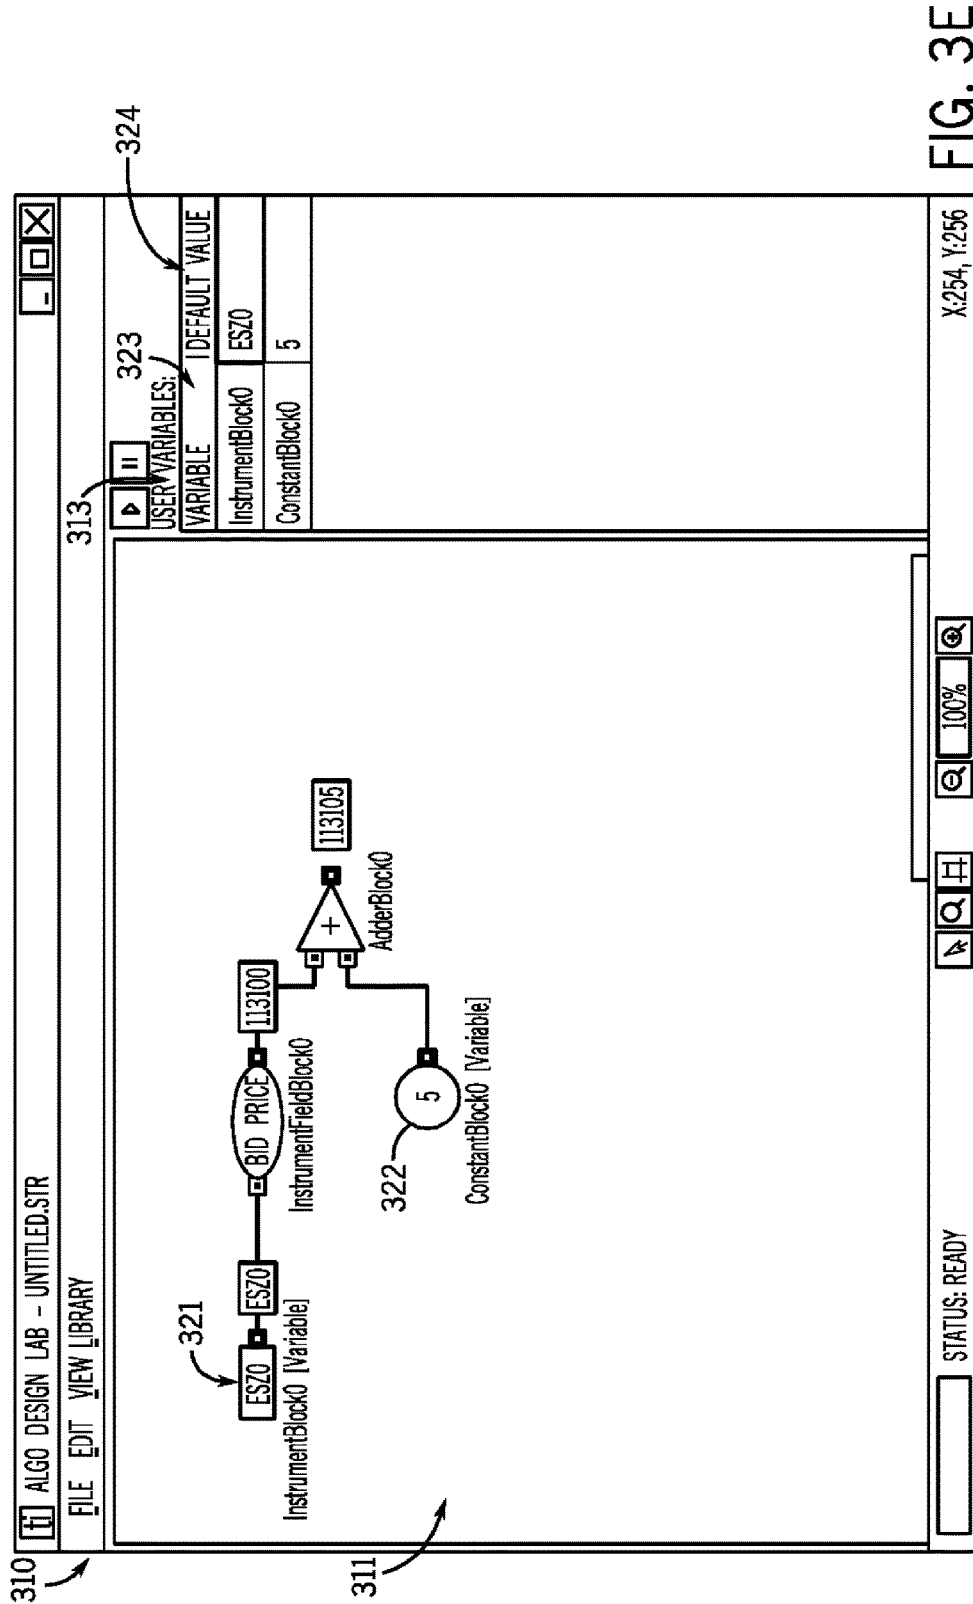 310
ti ALGO DESIGN LAB - UNTITLED.STR
FILE EDIT VIEW LIBRARY
313
USER VARIABLES:
323
324
VARIABLE | DEFAULT VALUE
InstrumentBlock0 ESZ0
ConstantBlock0 5
321
ESZ0 ESZ0 BID PRICE 113100
InstrumentBlock0 [Variable]
InstrumentFieldBlock0
+ 113105
AdderBlock0
322
5
ConstantBlock0 [Variable]
311
STATUS: READY
100%
X:254, Y:256
FIG. 3E